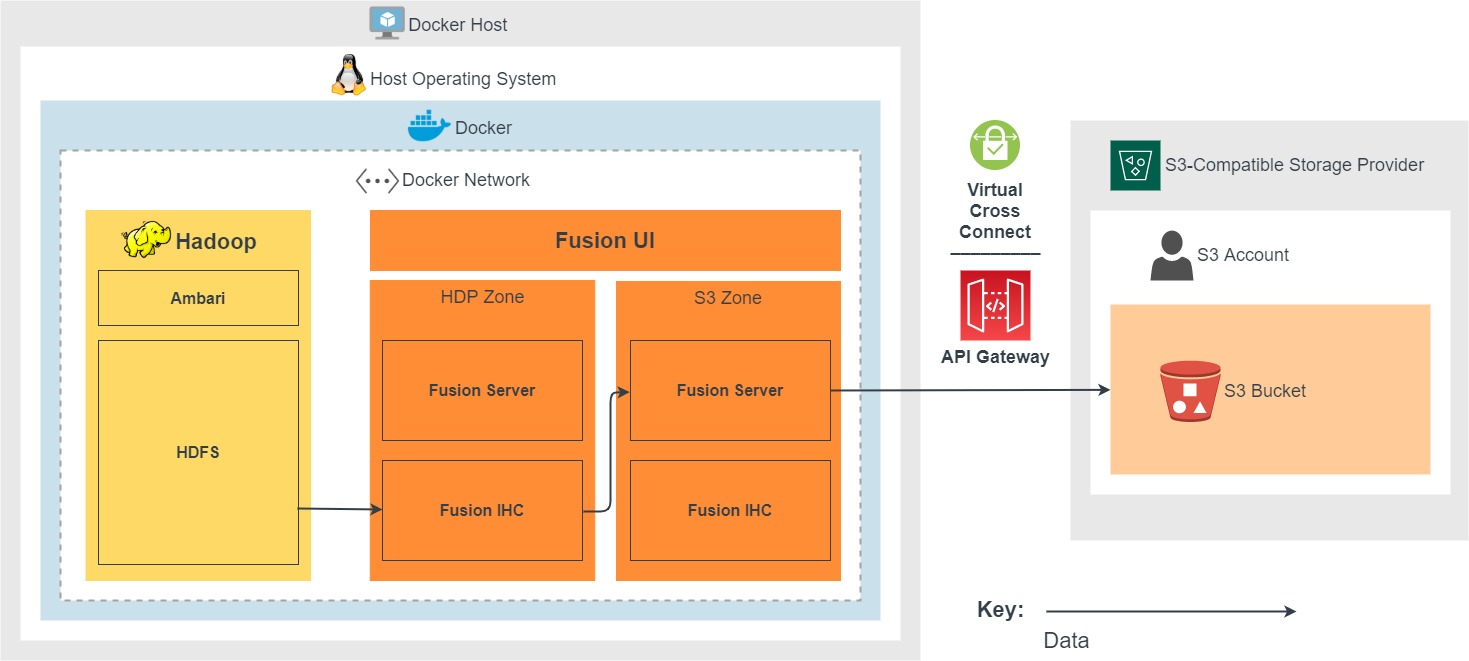 Docker Host
Host Operating System
Docker
Docker Network
Hadoop
Ambari
HDFS
Fusion UI
HDP Zone
Fusion Server
Fusion IHC
S3 Zone
Fusion Server
Fusion IHC
Virtual
Cross
Connect
</>
API Gateway
S3-Compatible Storage Provider
S3 Account
S3 Bucket
Key:
Data